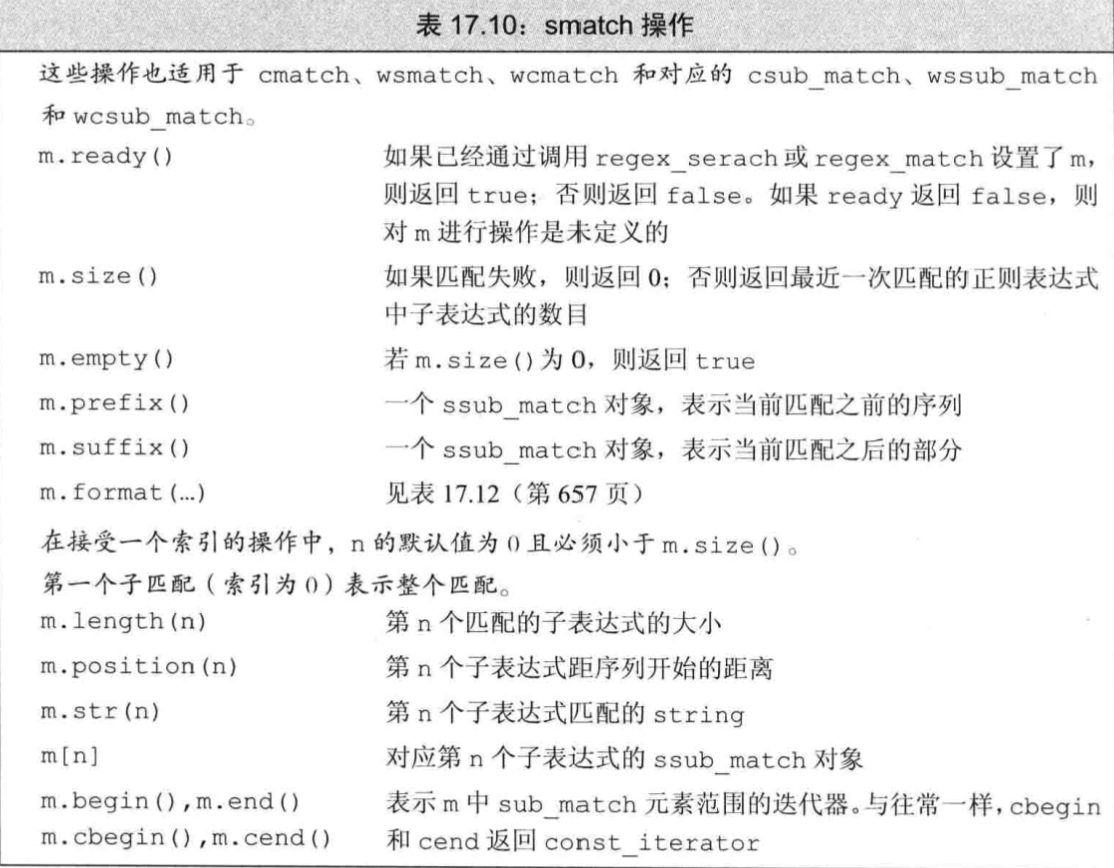 表 17.10：smatch 操作
这些操作也适用于 cmatch、wsmatch、wcmatch 和对应的 csub_match、wssub_match
和 wcsub_match。
m.ready() 如果已经通过调用 regex_serach 或 regex_match 设置了 m，
则返回 true；否则返回 false。如果 ready 返回 false，则
对 m 进行操作是未定义的
m.size() 如果匹配失败，则返回 0；否则返回最近一次匹配的正则表达式
中子表达式的数目
m.empty() 若 m.size()为 0，则返回 true
m.prefix() 一个 ssub_match 对象，表示当前匹配之前的序列
m.suffix() 一个 ssub_match 对象，表示当前匹配之后的部分
m.format(…) 见表 17.12（第 657 页）
在接受一个索引的操作中，n 的默认值为 0 且必须小于 m.size()。
第一个子匹配（索引为 0）表示整个匹配。
m.length(n) 第 n 个匹配的子表达式的大小
m.position(n) 第 n 个子表达式距序列开始的距离
m.str(n) 第 n 个子表达式匹配的 string
m[n] 对应第 n 个子表达式的 ssub_match 对象
m.begin(),m.end() 表示 m 中 sub_match 元素范围的迭代器。与往常一样，cbegin
m.cbegin(),m.cend() 和 cend 返回 const_iterator